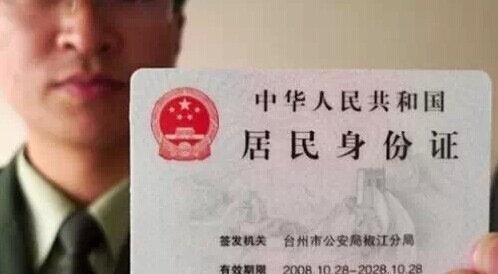 中华人民共和国
居民身份证
签发机关 台州市公安局椒江分局
有效期限 2008.10.28-2028.10.28